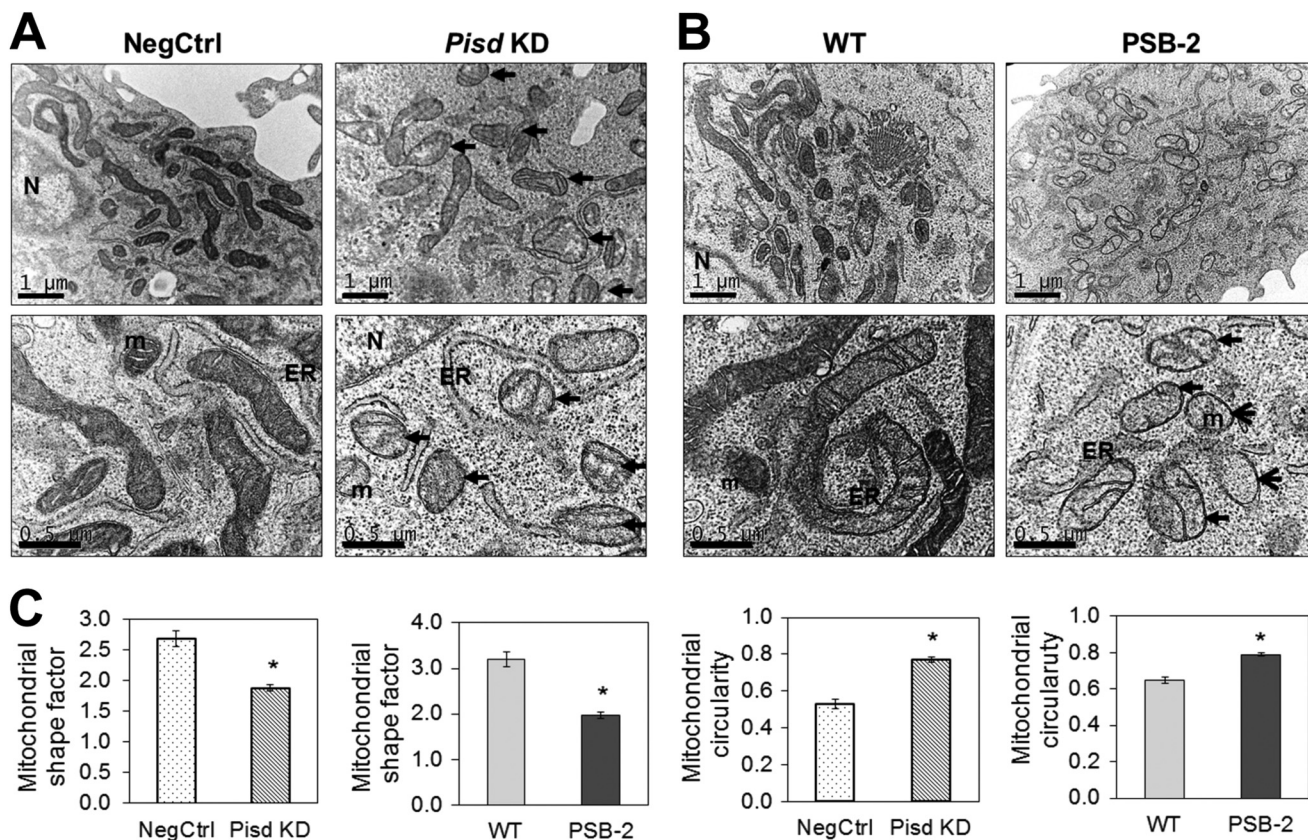 A
NegCtrl
Pisd KD
B
WT
PSB-2
N
1 μm
1 μm
N
1 μm
1 μm
m
ER
0.5 μm
N
ER
m
0.5 μm
m
ER
0.5 μm
m
ER
0.5 μm
C
Mitochondrial
shape factor
3.0
2.5
2.0
1.5
1.0
0.5
0.0
*
NegCtrl
Pisd KD
Mitochondrial
shape factor
4.0
3.0
2.0
1.0
0.0
*
WT
PSB-2
Mitochondrial
circularity
0.8
0.6
0.4
0.2
0
*
NegCtrl
Pisd KD
Mitochondrial
circularuty
1.0
0.8
0.6
0.4
0.2
0.0
*
WT
PSB-2